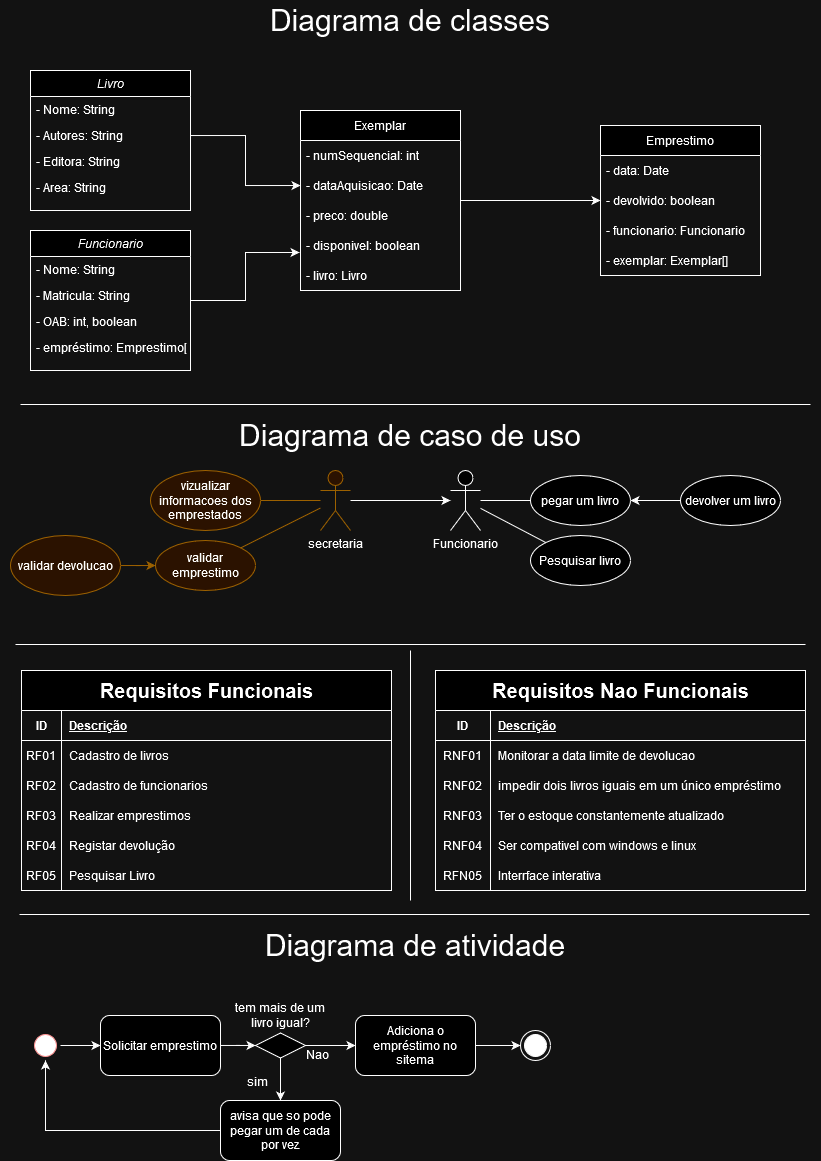 Diagrama de classes
Livro
- Nome: String
- Autores: String
- Editora: String
- Area: String
Funcionario
- Nome: String
- Matricula: String
- OAB: int, boolean
- empréstimo: Emprestimo[
Exemplar
- numSequencial: int
- dataAquisicao: Date
- preco: double
- disponivel: boolean
- livro: Livro
Emprestimo
- data: Date
- devolvido: boolean
- funcionario: Funcionario
- exemplar: Exemplar[]
Diagrama de caso de uso
vizualizar
informacoes dos
emprestados
validar devolucao
validar
emprestimo
secretaria
Funcionario
pegar um livro
devolver um livro
Pesquisar livro
Requisitos Funcionais
ID Descrição
RF01 Cadastro de livros
RF02 Cadastro de funcionarios
RF03 Realizar emprestimos
RF04 Registar devolução
RF05 Pesquisar Livro
Requisitos Nao Funcionais
ID Descrição
RNF01 Monitorar a data limite de devolucao
RNF02 impedir dois livros iguais em um único empréstimo
RNF03 Ter o estoque constantemente atualizado
RNF04 Ser compativel com windows e linux
RFN05 Interrface interativa
Diagrama de atividade
Solicitar emprestimo
tem mais de um
livro igual?
Nao
sim
Adiciona o
empréstimo no
sitema
avisa que so pode
pegar um de cada
por vez